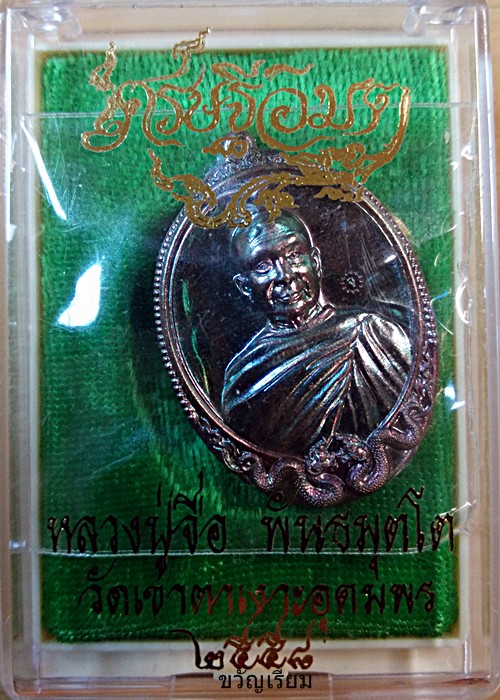 หลวงปู่จื่อ พันธมุตโต
วัดเขาตาเงาะอุดมพร
๒๕๕๘
ขวัญเรียม